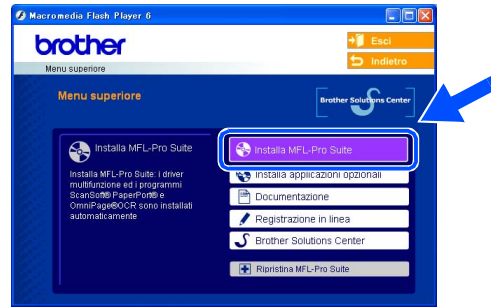 Macromedia Flash Player 6
brother
Esci
Indietro
Menu superiore
Menu superiore
Brother Solutions Center
Installa MFL-Pro Suite
Installa MFL-Pro Suite: i driver
multifunzione ed i programmi
ScanSoft® PaperPort® e
OmniPage®OCR sono installati
automaticamente
Installa MFL-Pro Suite
Installa applicazioni opzionali
Documentazione
Registrazione in linea
Brother Solutions Center
Ripristina MFL-Pro Suite